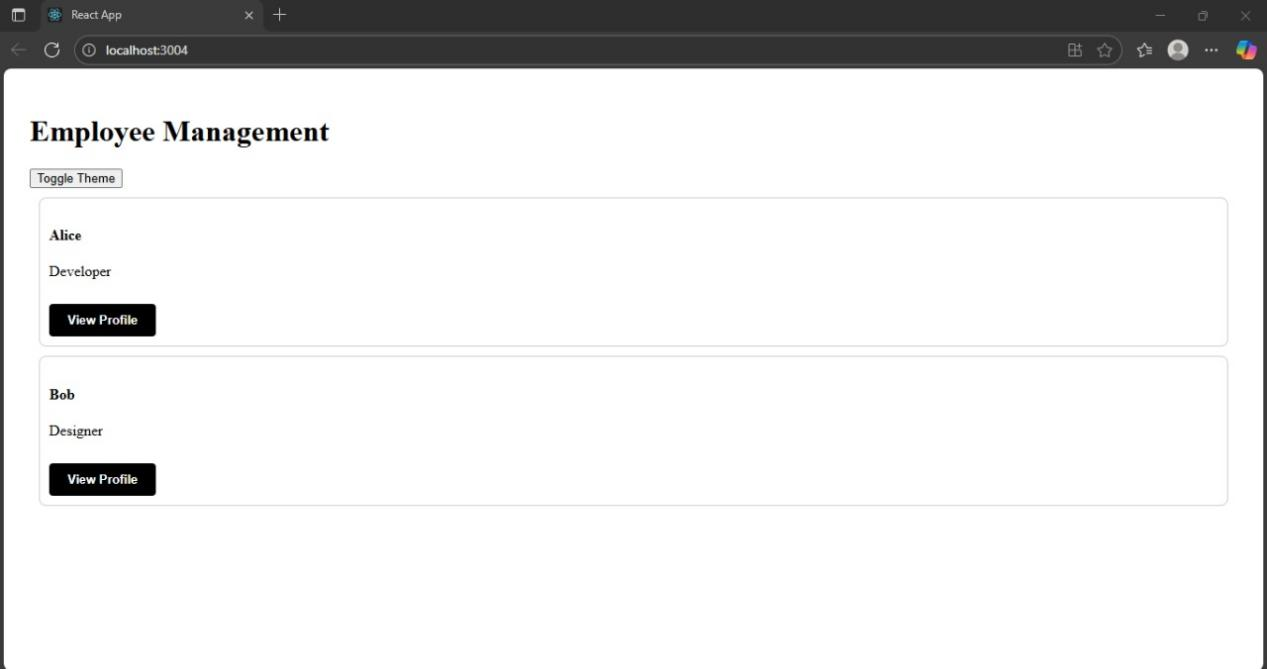 React App
localhost:3004
Employee Management
Toggle Theme
Alice
Developer
View Profile
Bob
Designer
View Profile